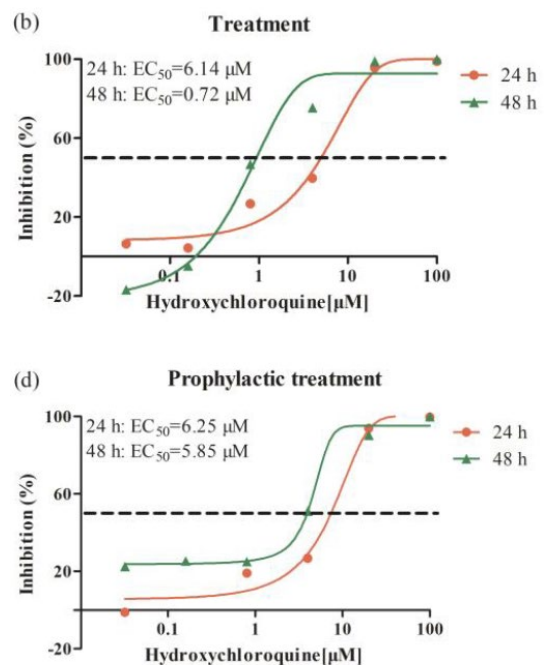 (b)
Treatment
24 h: EC₅₀=6.14 μM
48 h: EC₅₀=0.72 μM
24 h
48 h
100
60
20
-20
Inhibition (%)
0.1 1 10 100
Hydroxychloroquine[μM]
(d)
Prophylactic treatment
24 h: EC₅₀=6.25 μM
48 h: EC₅₀=5.85 μM
24 h
48 h
100
60
20
-20
Inhibition (%)
0.1 1 10 100
Hydroxychloroquine[μM]